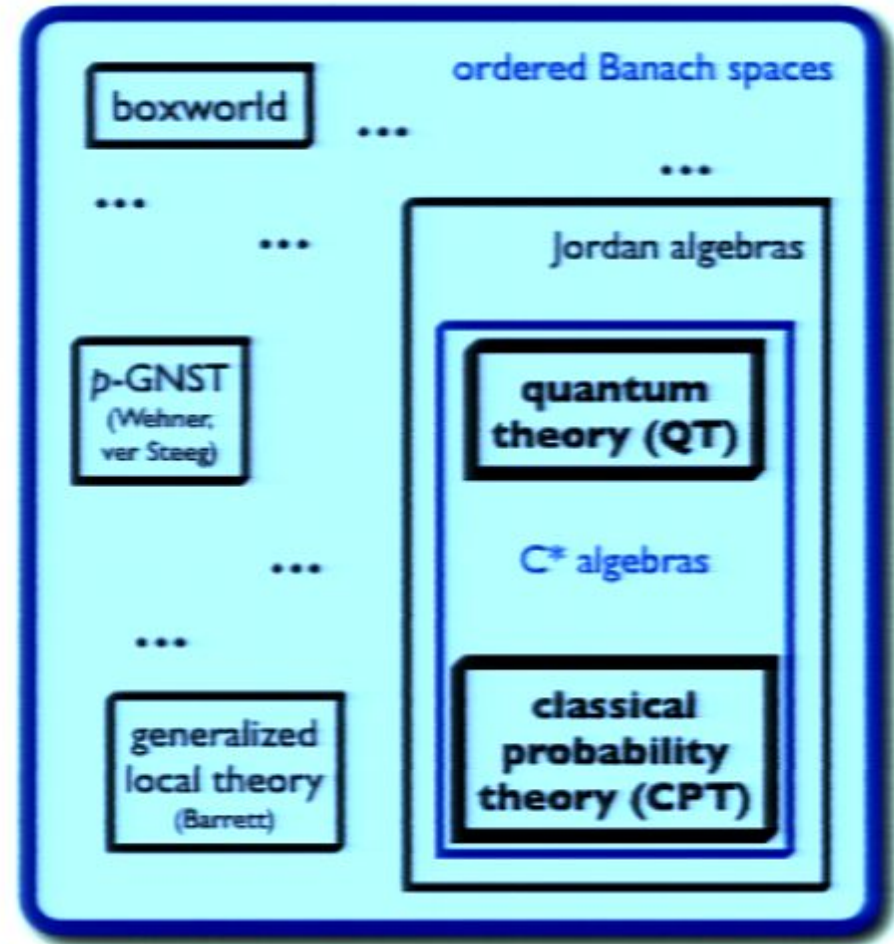 ordered Banach spaces
boxworld
...
...
...
...
Jordan algebras
p-GNST
(Wehner,
ver Steeg)
quantum
theory (QT)
C* algebras
...
...
generalized
local theory
(Barrett)
classical
probability
theory (CPT)